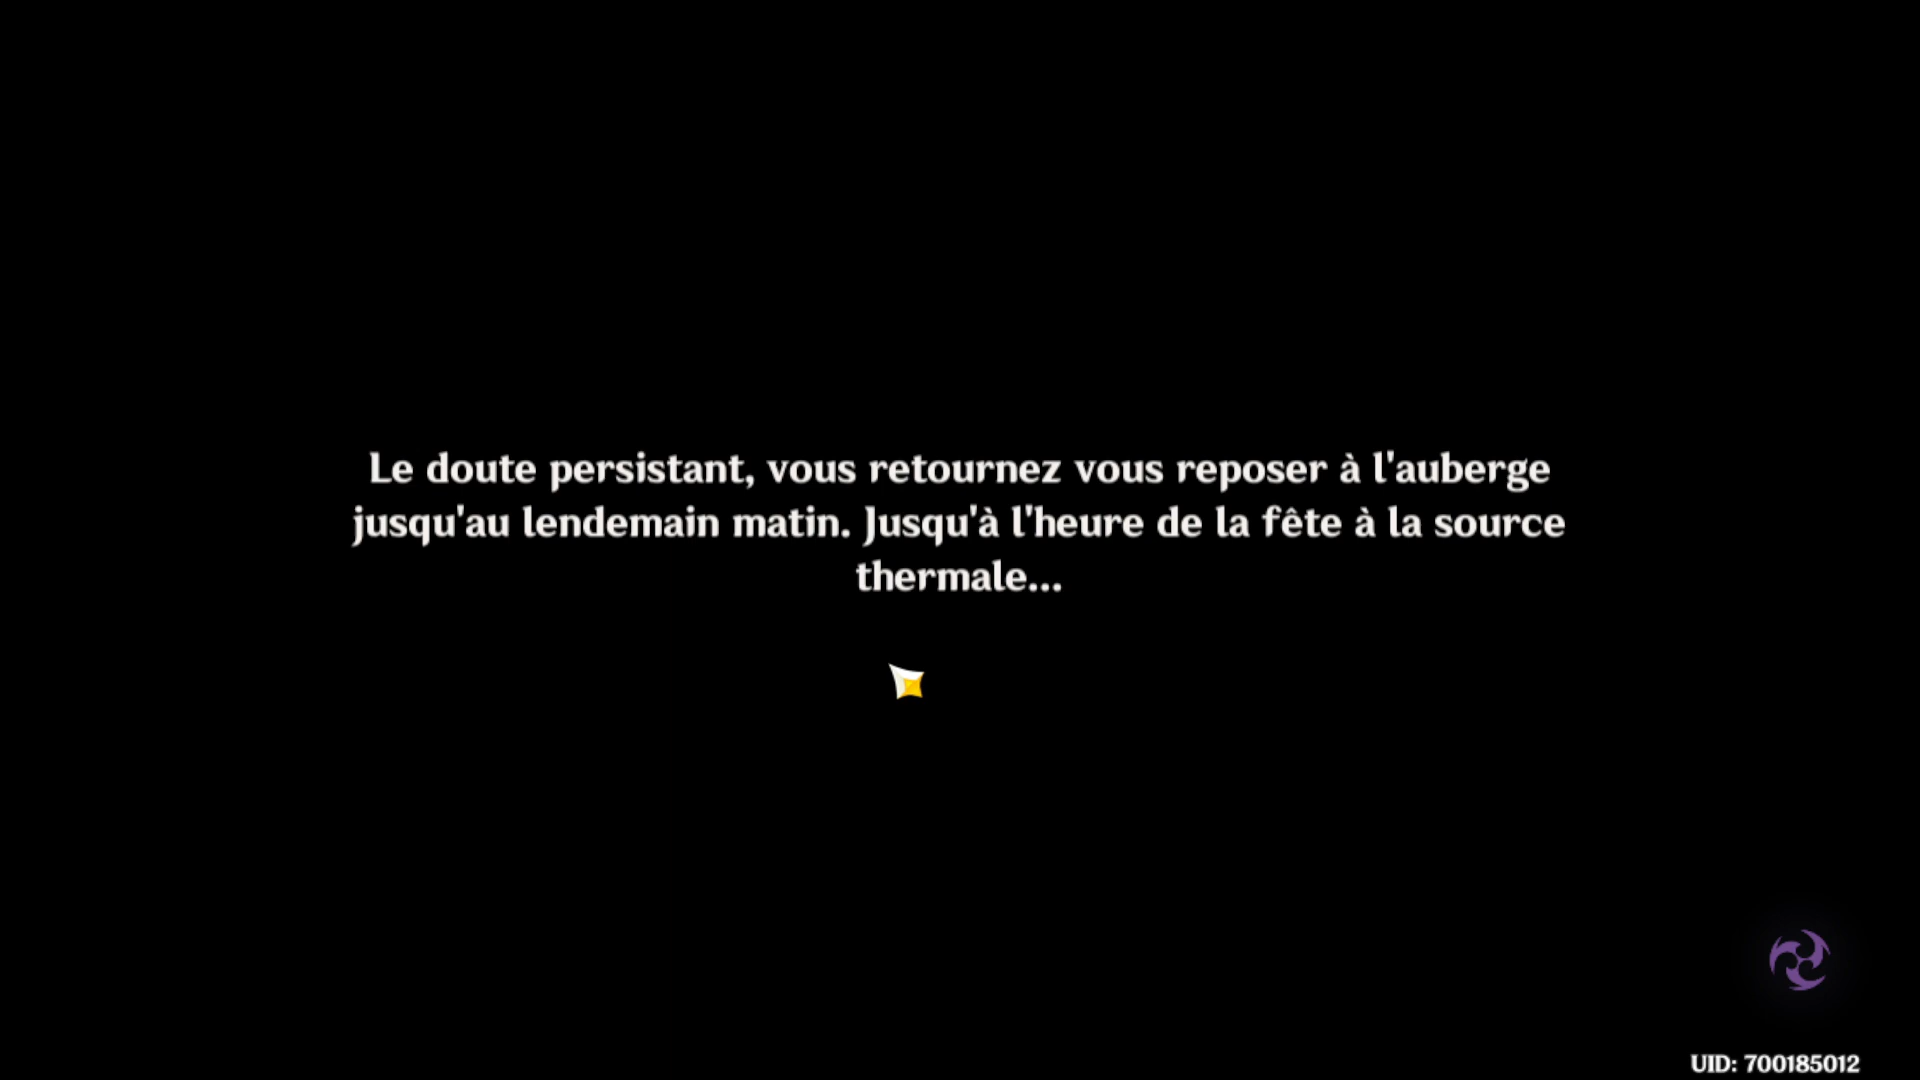 Le doute persistant, vous retournez vous reposer à l'auberge
jusqu'au lendemain matin. Jusqu'à l'heure de la fête à la source
thermale...
UID: 700185012